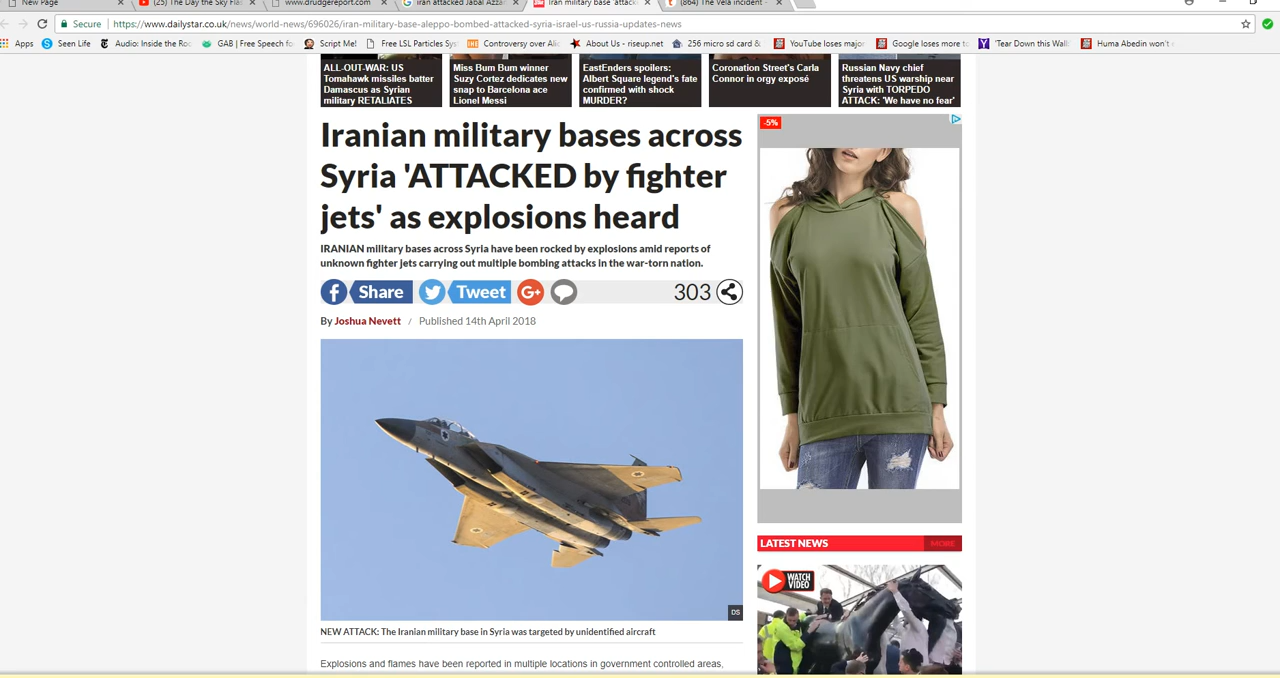 New Page
(25) The Day the Sky Fla
www.drudgereport.com
iran attacked Jabal Azza
Iran military base 'attac
(864) The Vela incident -
Secure
https://www.dailystar.co.uk/news/world-news/696026/iran-military-base-aleppo-bombed-attacked-syria-israel-us-russia-updates-news
Apps
Seen Life
Audio: Inside the Roc
GAB | Free Speech fo
Script Me!
Free LSL Particles Sys
IH
Controversy over Alic
About Us - riseup.net
256 micro sd card &
YouTube loses major
Google loses more to
'Tear Down this Wall'
Huma Abedin won't
ALL-OUT-WAR: US
Tomahawk missiles batter
Damascus as Syrian
military RETALIATES
Miss Bum Bum winner
Suzy Cortez dedicates new
snap to Barcelona ace
Lionel Messi
EastEnders spoilers:
Albert Square legend's fate
confirmed with shock
MURDER?
Coronation Street's Carla
Connor in orgy exposé
Russian Navy chief
threatens US warship near
Syria with TORPEDO
ATTACK: 'We have no fear'
Iranian military bases across
Syria 'ATTACKED by fighter
jets' as explosions heard
IRANIAN military bases across Syria have been rocked by explosions amid reports of
unknown fighter jets carrying out multiple bombing attacks in the war-torn nation.
Share
Tweet
G+
303
By Joshua Nevett / Published 14th April 2018
DS
NEW ATTACK: The Iranian military base in Syria was targeted by unidentified aircraft
Explosions and flames have been reported in multiple locations in government controlled areas,
-5%
LATEST NEWS
MORE
WATCH
VIDEO